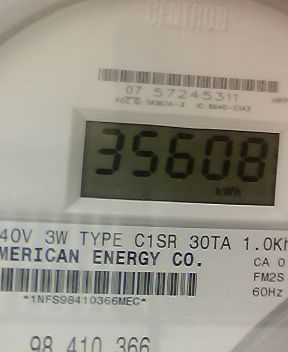 CENTRON®
07 57245311
35608
kWh
40V 3W TYPE C1SR 30TA 1.0Kh
MERICAN ENERGY CO.
CA 0
FM2S
60Hz
*1NFS98410366MEC*
98 410 366